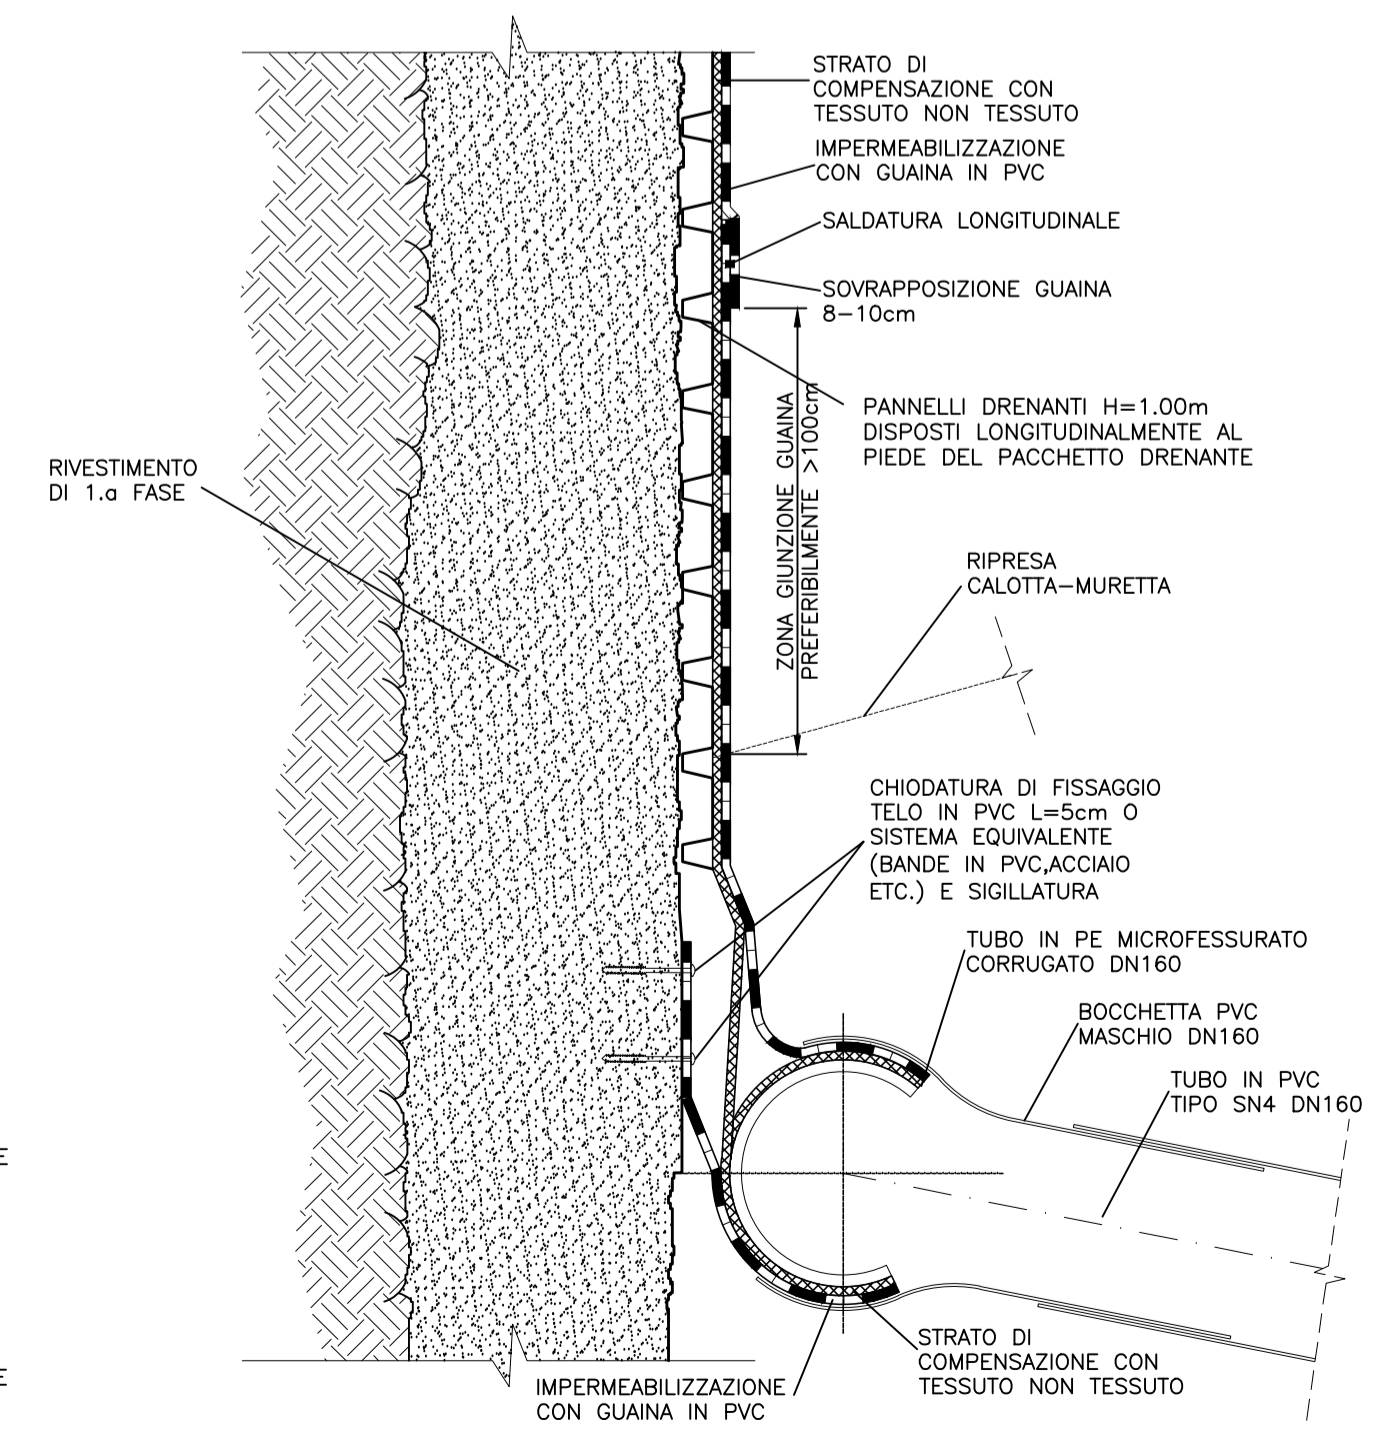 STRATO DI
COMPENSAZIONE CON
TESSUTO NON TESSUTO
IMPERMEABILIZZAZIONE
CON GUAINA IN PVC
SALDATURA LONGITUDINALE
SOVRAPPOSIZIONE GUAINA
8-10cm
ZONA GIUNZIONE GUAINA
PREFERIBILMENTE >100cm
PANNELLI DRENANTI H=1.00m
DISPOSTI LONGITUDINALMENTE AL
PIEDE DEL PACCHETTO DRENANTE
RIVESTIMENTO
DI 1.a FASE
RIPRESA
CALOTTA-MURETTA
CHIODATURA DI FISSAGGIO
TELO IN PVC L=5cm O
SISTEMA EQUIVALENTE
(BANDE IN PVC,ACCIAIO
ETC.) E SIGILLATURA
TUBO IN PE MICROFESSURATO
CORRUGATO DN160
BOCCHETTA PVC
MASCHIO DN160
TUBO IN PVC
TIPO SN4 DN160
E
E
STRATO DI
COMPENSAZIONE CON
TESSUTO NON TESSUTO
IMPERMEABILIZZAZIONE
CON GUAINA IN PVC